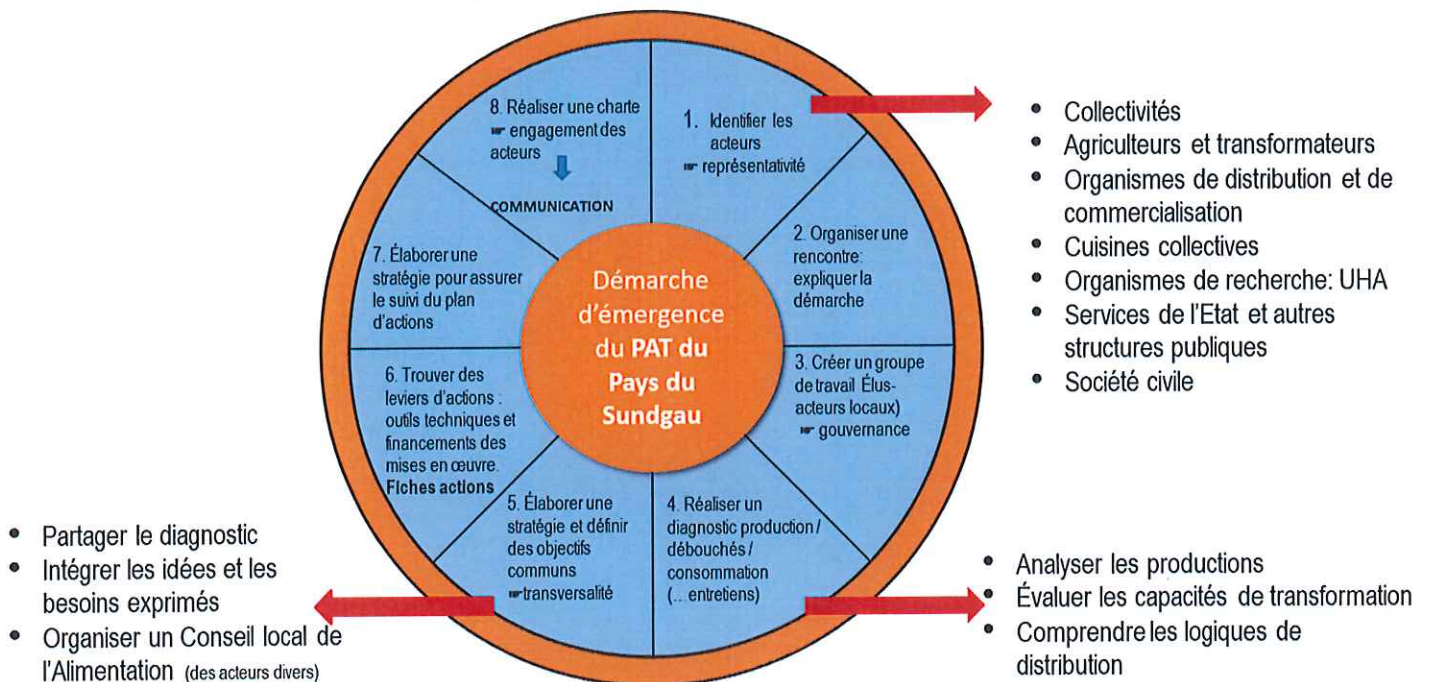 8. Réaliser une charte
☞ engagement des
acteurs
COMMUNICATION
1. Identifier les
acteurs
☞ représentativité
2. Organiser une
rencontre:
expliquer la
démarche
3. Créer un groupe
de travail Élus-
acteurs locaux)
☞ gouvernance
4. Réaliser un
diagnostic production /
débouchés /
consommation
(... entretiens)
5. Élaborer une
stratégie et définir
des objectifs
communs
☞transversalité
6. Trouver des
leviers d'actions :
outils techniques et
financements des
mises en œuvre.
Fiches actions
7. Élaborer une
stratégie pour assurer
le suivi du plan
d'actions
Démarche
d'émergence
du PAT du
Pays du
Sundgau
• Collectivités
• Agriculteurs et transformateurs
• Organismes de distribution et de
commercialisation
• Cuisines collectives
• Organismes de recherche: UHA
• Services de l'Etat et autres
structures publiques
• Société civile
• Partager le diagnostic
• Intégrer les idées et les
besoins exprimés
• Organiser un Conseil local de
l'Alimentation (des acteurs divers)
• Analyser les productions
• Évaluer les capacités de transformation
• Comprendre les logiques de
distribution